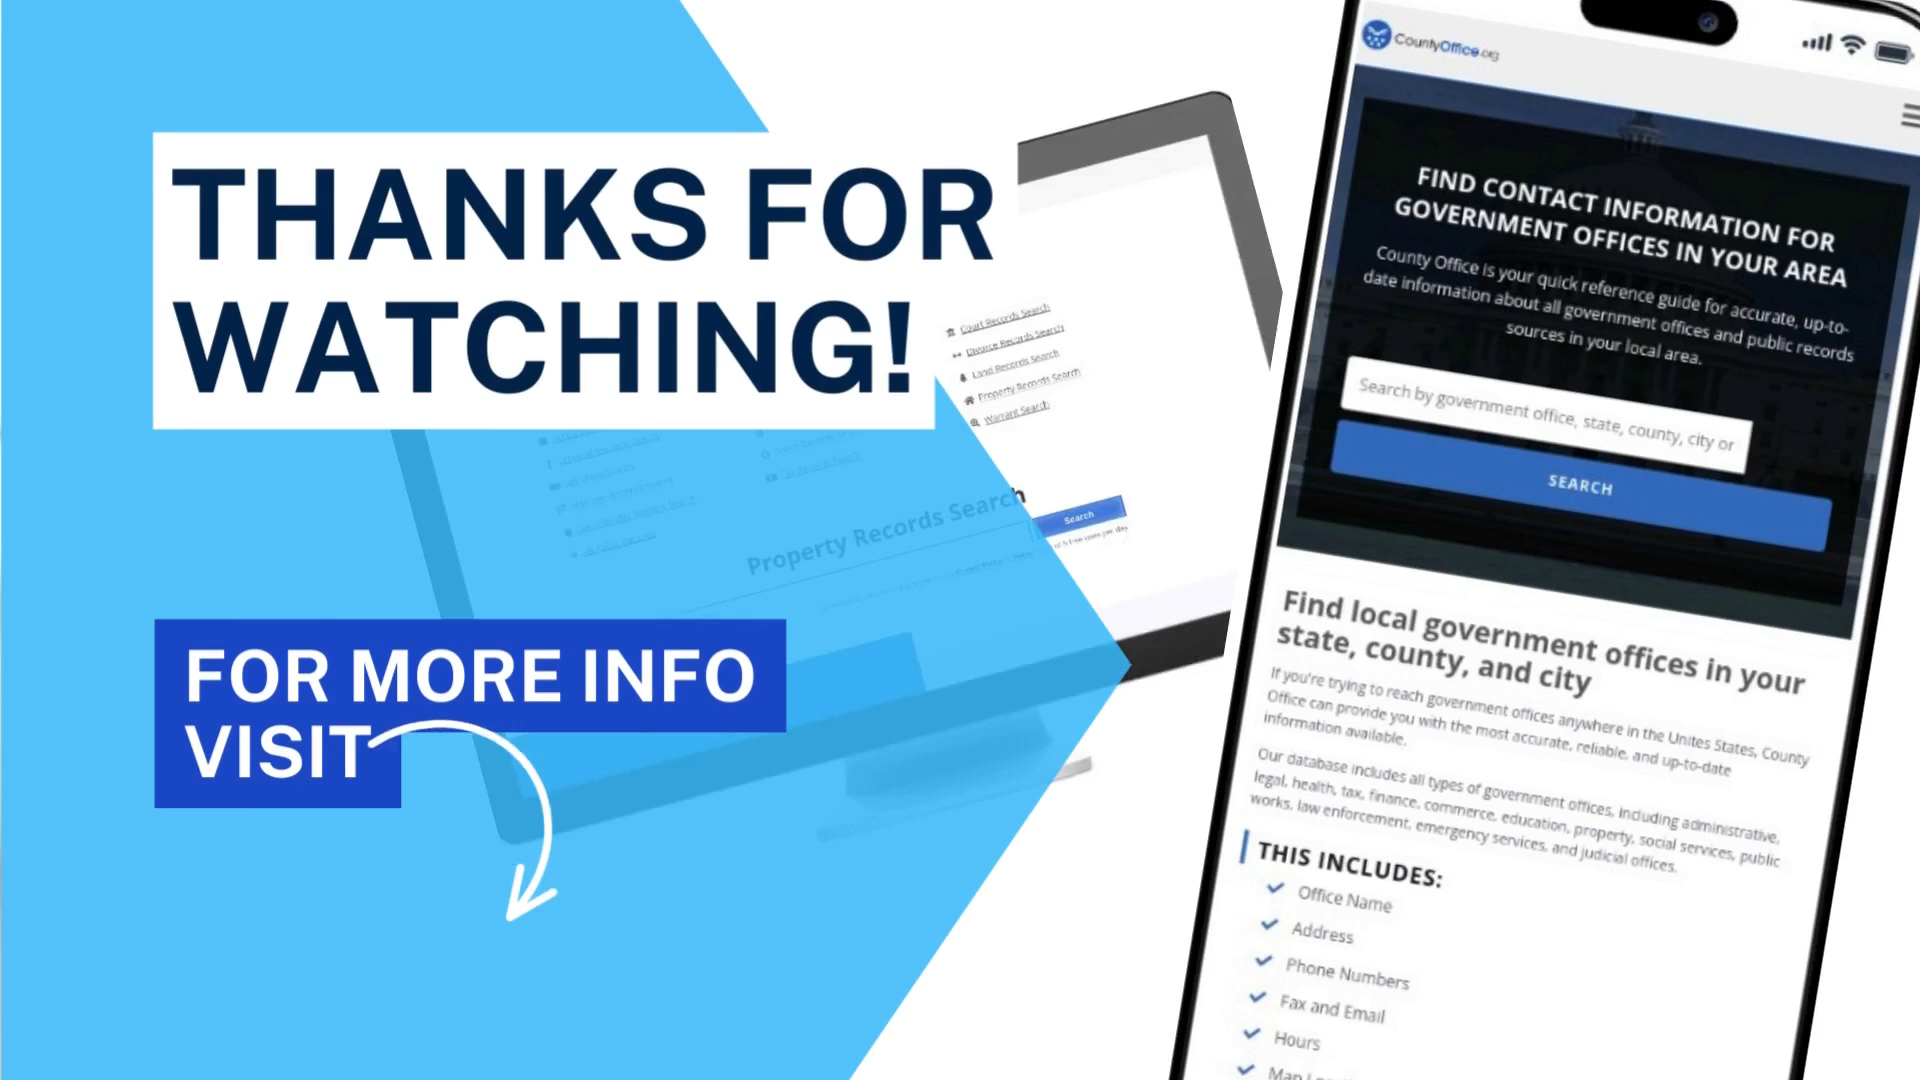 THANKS FOR
WATCHING!
FOR MORE INFO
VISIT
Court Records Search
Divorce Records Search
Land Records Search
Property Records Search
Warrant Search
Property Records Search
Search
of 5 free uses per day
CountyOffice.org
FIND CONTACT INFORMATION FOR
GOVERNMENT OFFICES IN YOUR AREA
County Office is your quick reference guide for accurate, up-to-
date information about all government offices and public records
sources in your local area.
Search by government office, state, county, city or
SEARCH
Find local government offices in your
state, county, and city
If you're trying to reach government offices anywhere in the Unites States, County
Office can provide you with the most accurate, reliable, and up-to-date
information available.
Our database includes all types of government offices, including administrative,
legal, health, tax, finance, commerce, education, property, social services, public
works, law enforcement, emergency services, and judicial offices.
THIS INCLUDES:
Office Name
Address
Phone Numbers
Fax and Email
Hours
Map